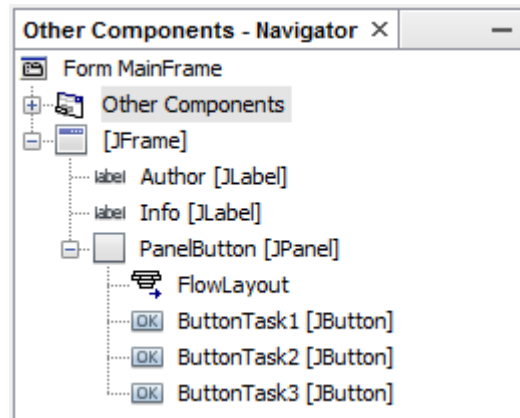 Other Components - Navigator ×
Form MainFrame
Other Components
[JFrame]
label Author [JLabel]
label Info [JLabel]
PanelButton [JPanel]
FlowLayout
OK ButtonTask1 [JButton]
OK ButtonTask2 [JButton]
OK ButtonTask3 [JButton]